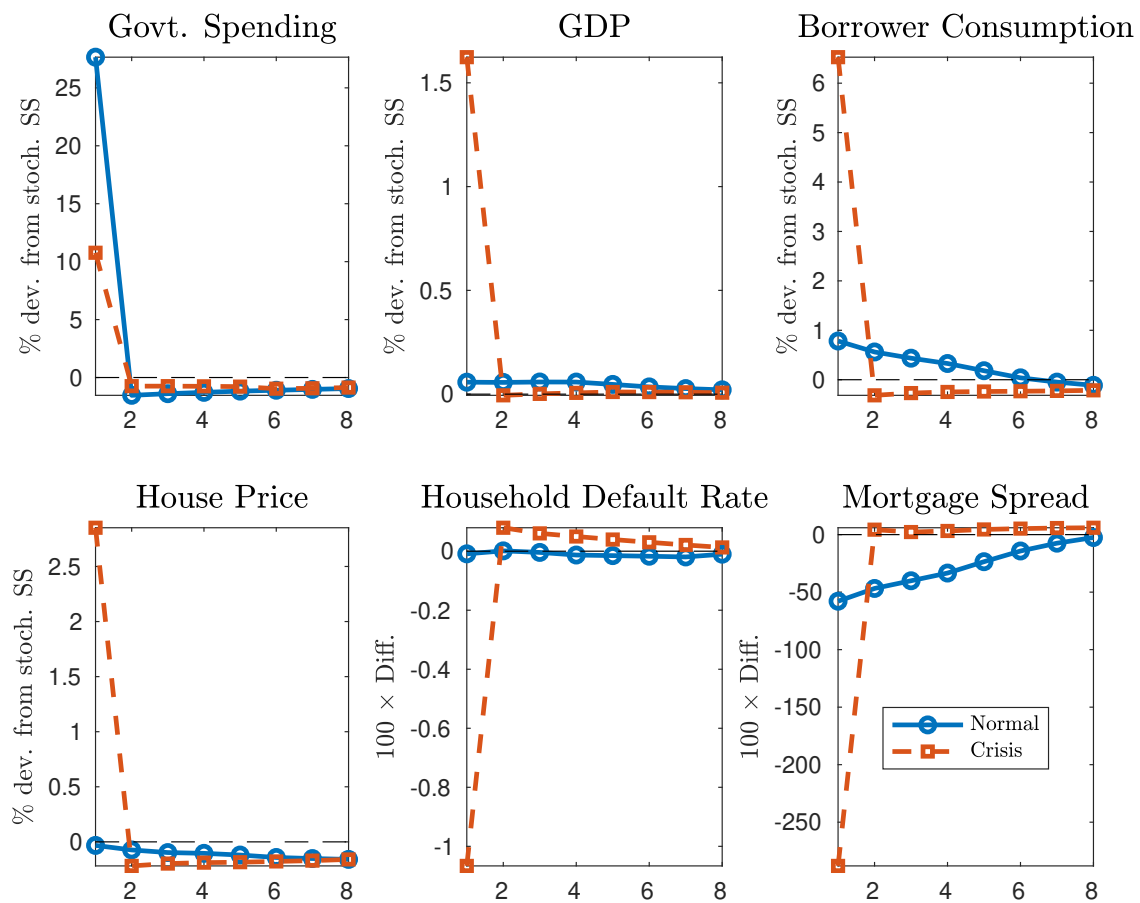 Govt. Spending
% dev. from stoch. SS
25
20
15
10
5
0
2 4 6 8
GDP
% dev. from stoch. SS
1.5
1
0.5
0
2 4 6 8
Borrower Consumption
% dev. from stoch. SS
6
5
4
3
2
1
0
2 4 6 8
House Price
% dev. from stoch. SS
2.5
2
1.5
1
0.5
0
2 4 6 8
Household Default Rate
100 × Diff.
0
-0.2
-0.4
-0.6
-0.8
-1
2 4 6 8
Mortgage Spread
100 × Diff.
0
-50
-100
-150
-200
-250
Normal
Crisis
2 4 6 8